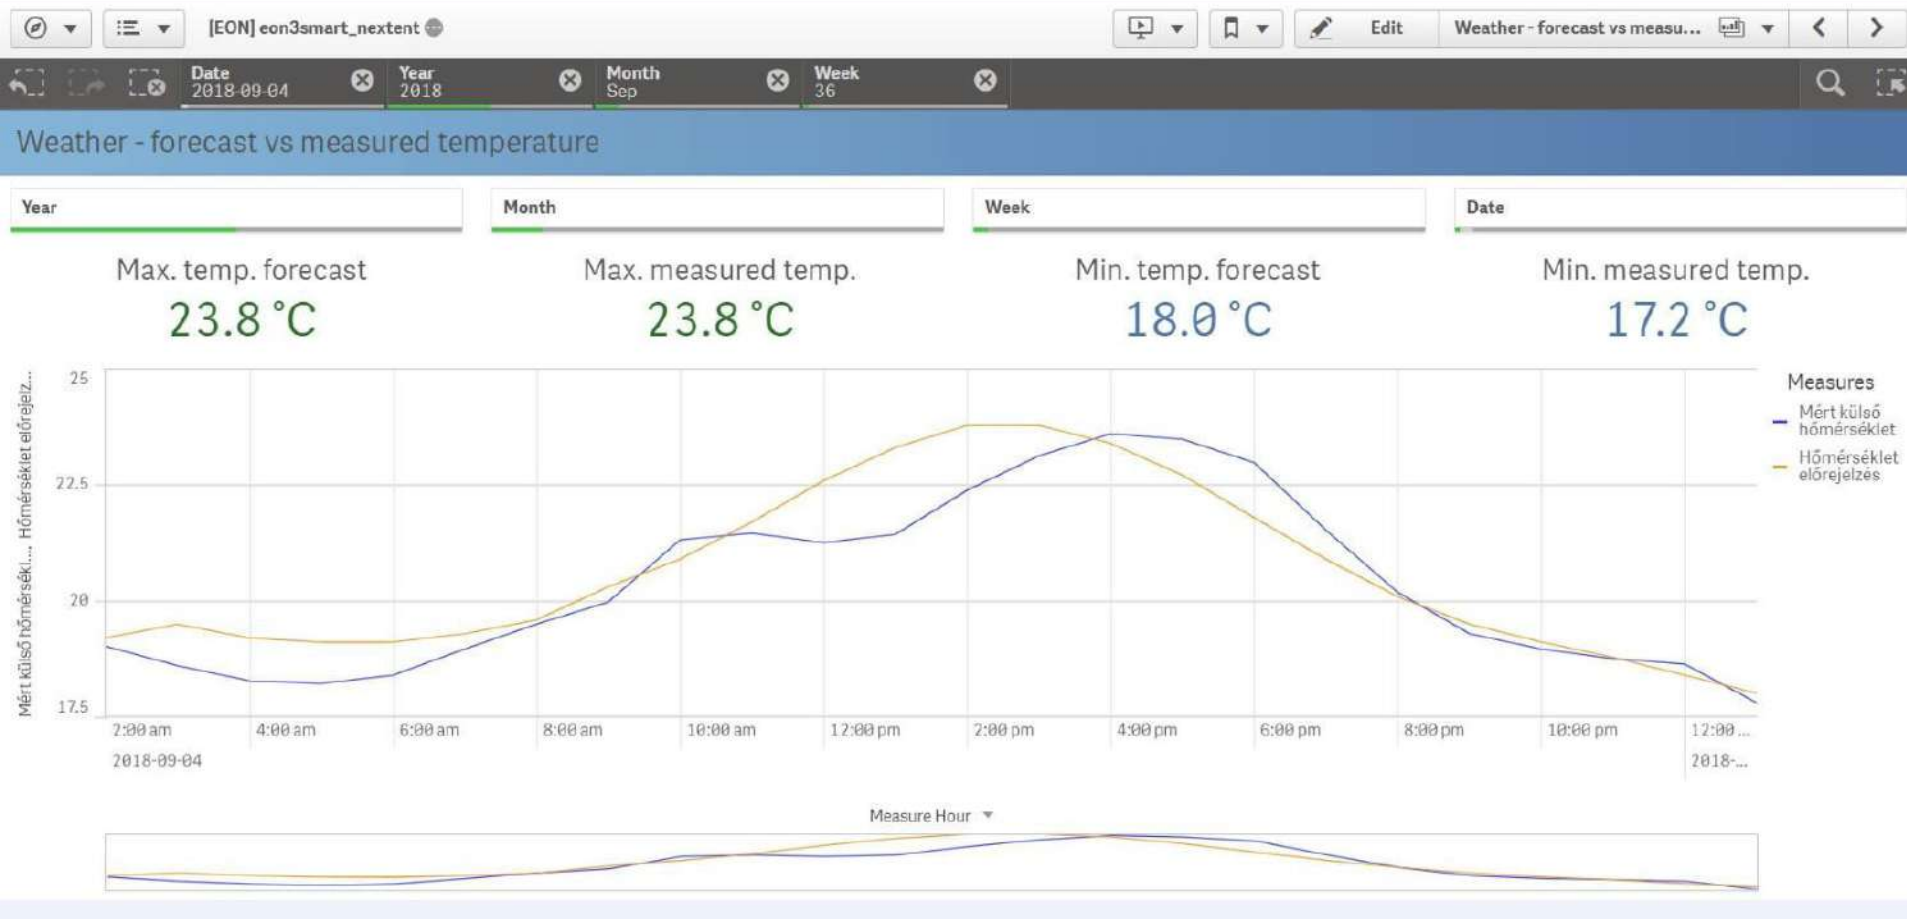 [EON] eon3smart_nextent
Edit
Weather - forecast vs measu...
Date
2018-09-04
Year
2018
Month
Sep
Week
36
Weather - forecast vs measured temperature
Year
Month
Week
Date
Max. temp. forecast
23.8 °C
Max. measured temp.
23.8 °C
Min. temp. forecast
18.0 °C
Min. measured temp.
17.2 °C
Mért külső hőmérsékl..., Hőmérséklet előrejelz...
25
22.5
20
17.5
2:00 am
4:00 am
6:00 am
8:00 am
10:00 am
12:00 pm
2:00 pm
4:00 pm
6:00 pm
8:00 pm
10:00 pm
12:00 ...
2018-09-04
2018-...
Measures
Mért külső
hőmérséklet
Hőmérséklet
előrejelzés
Measure Hour